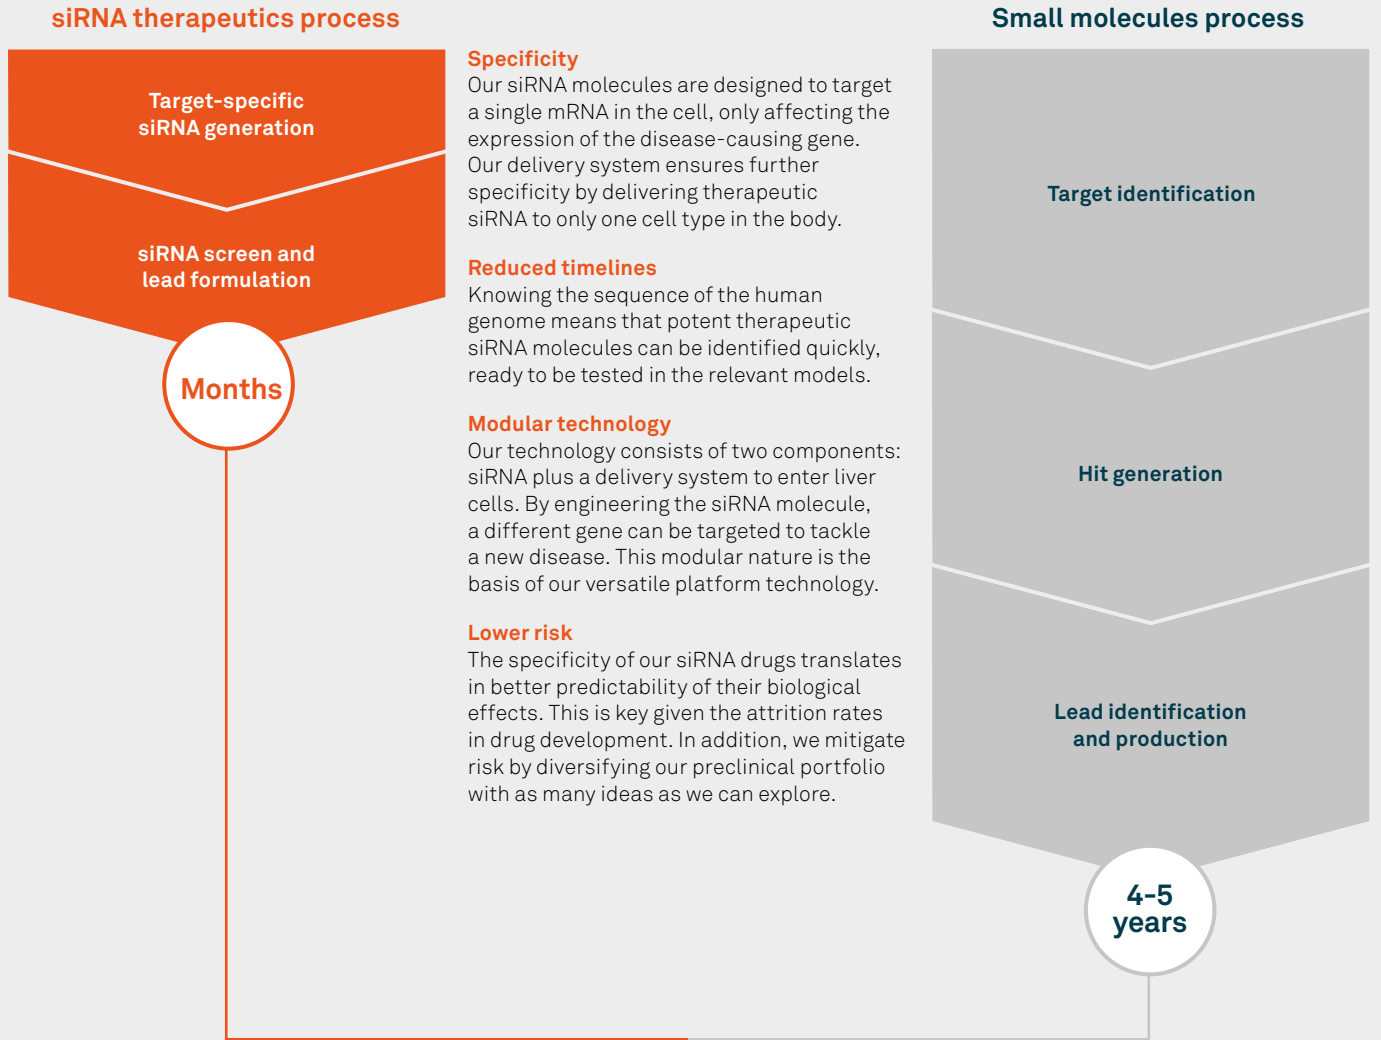 siRNA therapeutics process
Target-specific
siRNA generation
siRNA screen and
lead formulation
Months
Specificity
Our siRNA molecules are designed to target
a single mRNA in the cell, only affecting the
expression of the disease-causing gene.
Our delivery system ensures further
specificity by delivering therapeutic
siRNA to only one cell type in the body.
Reduced timelines
Knowing the sequence of the human
genome means that potent therapeutic
siRNA molecules can be identified quickly,
ready to be tested in the relevant models.
Modular technology
Our technology consists of two components:
siRNA plus a delivery system to enter liver
cells. By engineering the siRNA molecule,
a different gene can be targeted to tackle
a new disease. This modular nature is the
basis of our versatile platform technology.
Lower risk
The specificity of our siRNA drugs translates
in better predictability of their biological
effects. This is key given the attrition rates
in drug development. In addition, we mitigate
risk by diversifying our preclinical portfolio
with as many ideas as we can explore.
Small molecules process
Target identification
Hit generation
Lead identification
and production
4-5
years